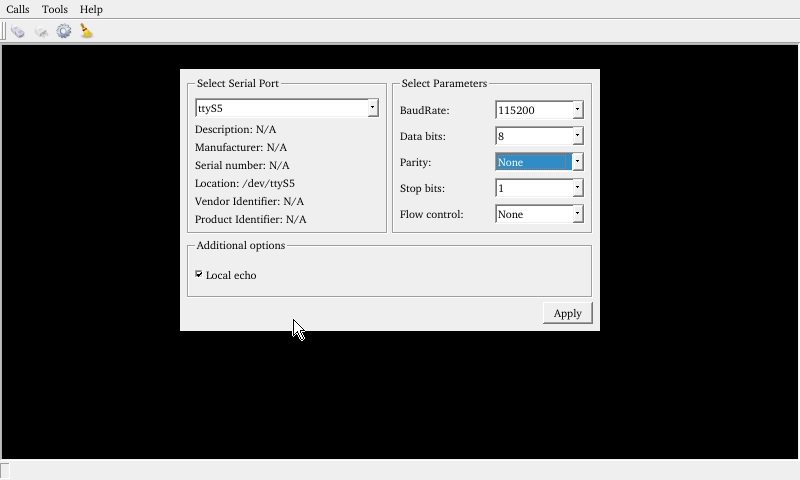 Calls Tools Help
Select Serial Port
ttyS5
Description: N/A
Manufacturer: N/A
Serial number: N/A
Location: /dev/ttyS5
Vendor Identifier: N/A
Product Identifier: N/A
Select Parameters
BaudRate: 115200
Data bits: 8
Parity: None
Stop bits: 1
Flow control: None
Additional options
Local echo
Apply